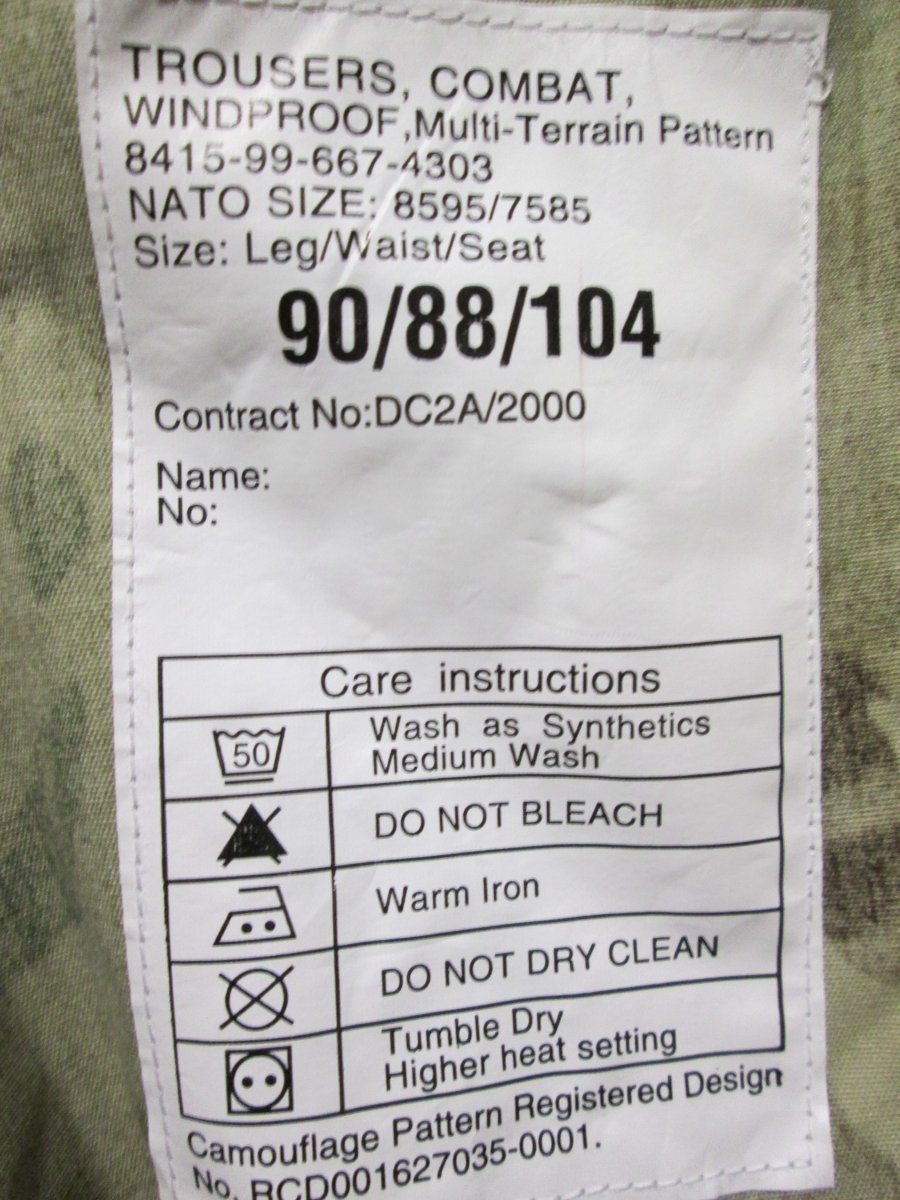 TROUSERS, COMBAT,
WINDPROOF,Multi-Terrain Pattern
8415-99-667-4303
NATO SIZE: 8595/7585
Size: Leg/Waist/Seat
90/88/104
Contract No:DC2A/2000
Name:
No:
Care instructions
50
Wash as Synthetics
Medium Wash
DO NOT BLEACH
Warm Iron
DO NOT DRY CLEAN
Tumble Dry
Higher heat setting
Camouflage Pattern Registered Design
No. RCD001627035-0001.